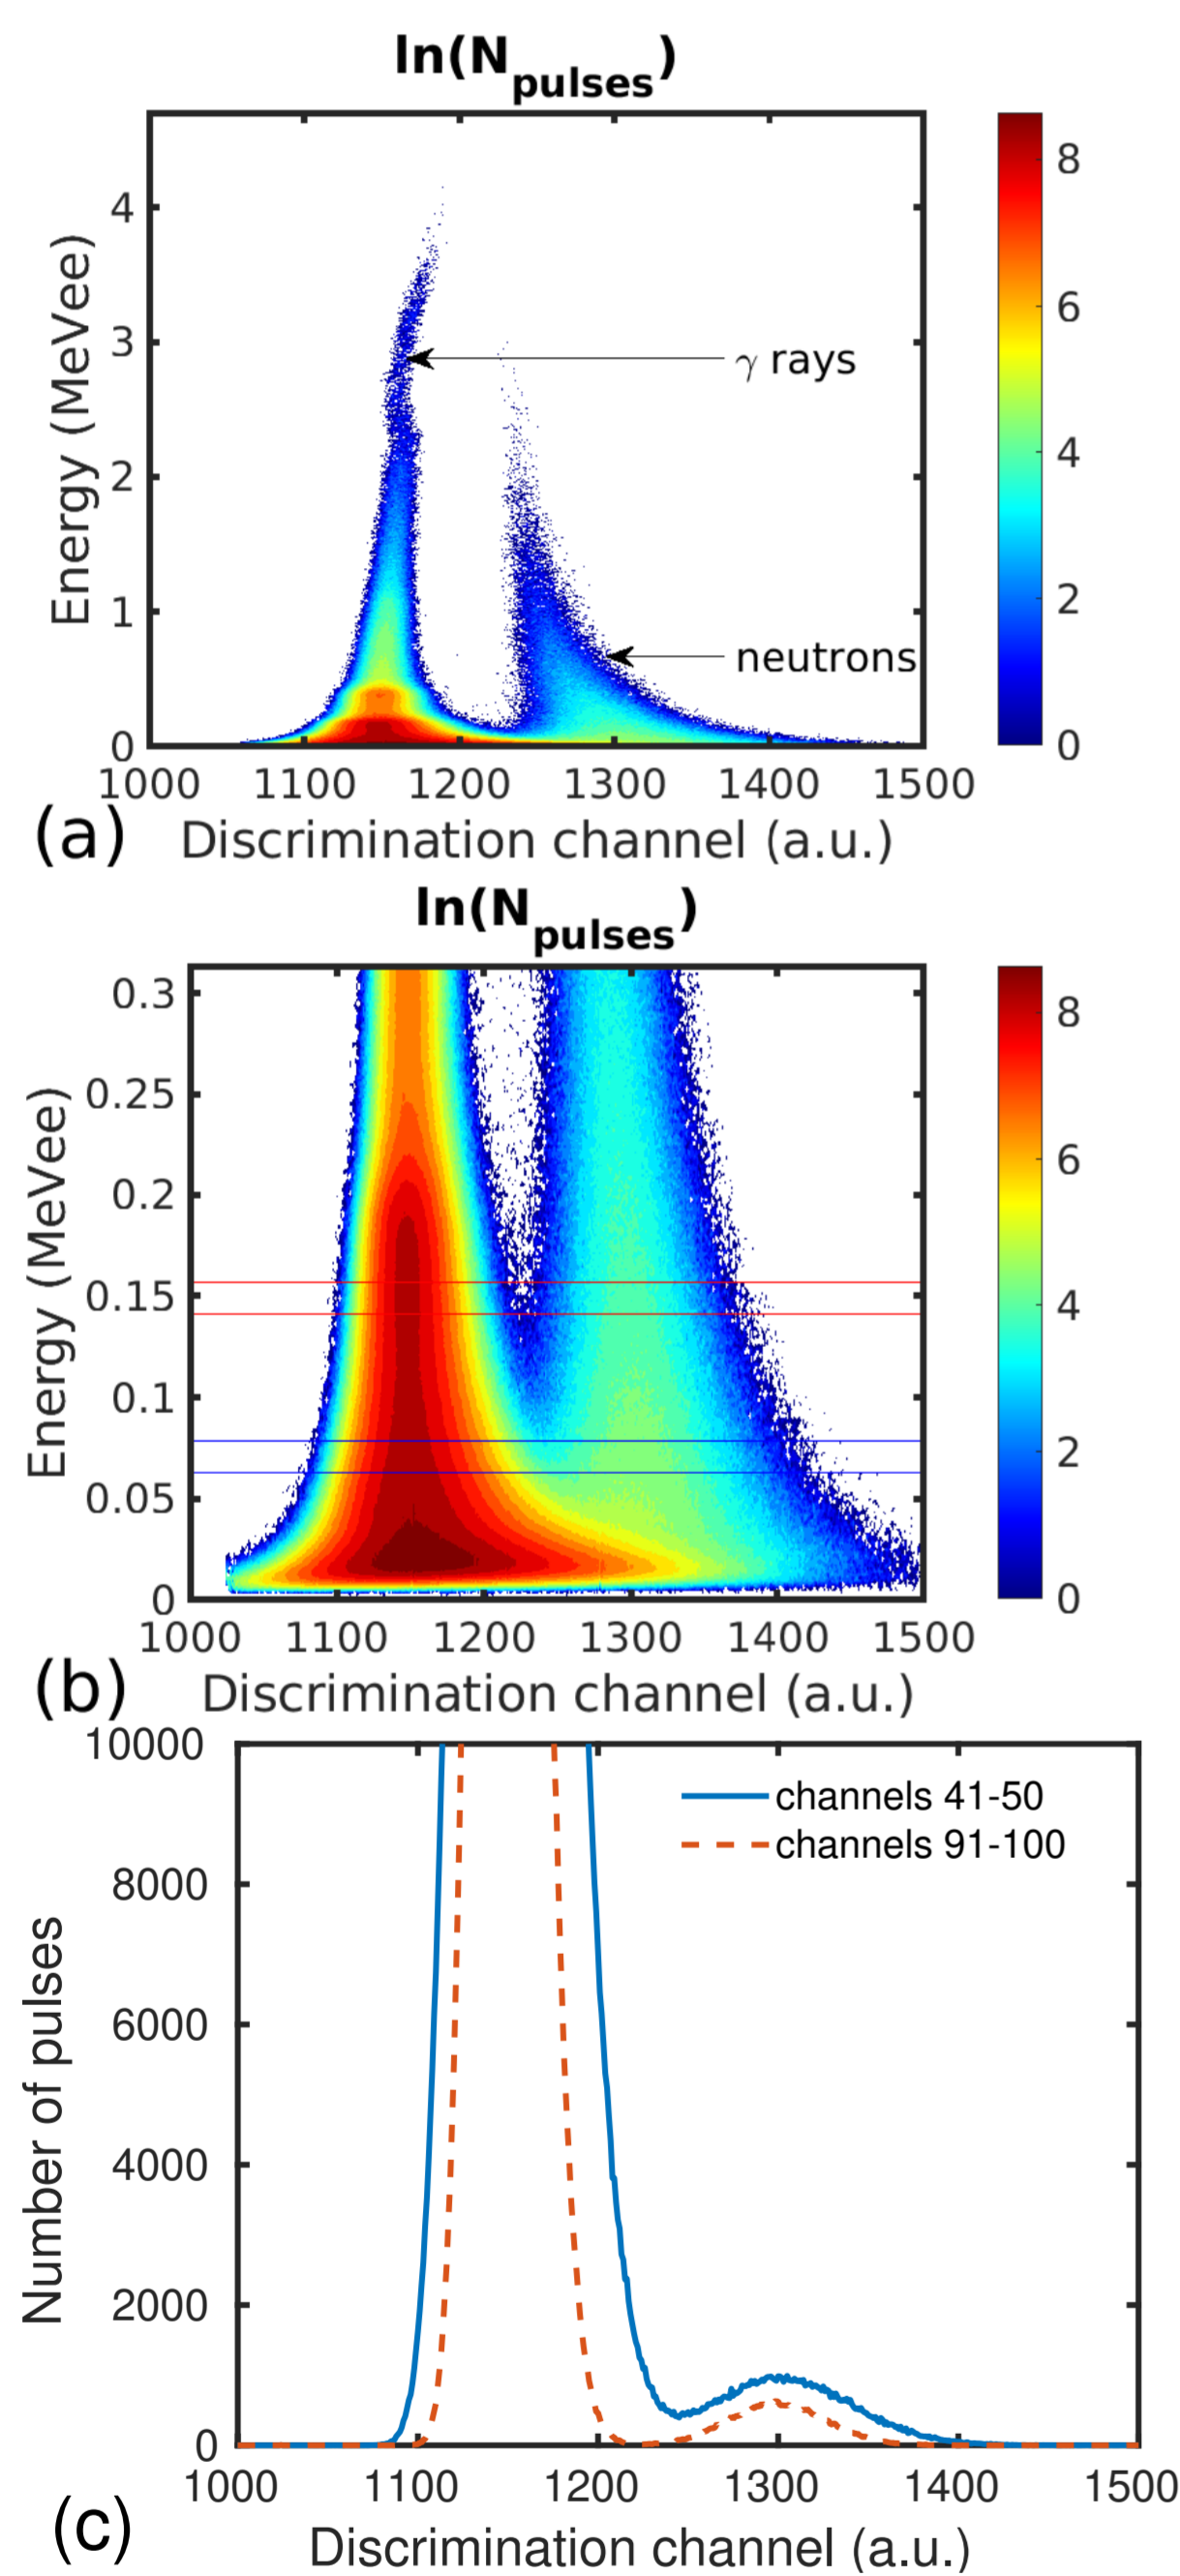 ln(N_pulses)
4
3
2
1
0
Energy (MeVee)
γ rays
neutrons
8
6
4
2
0
1000 1100 1200 1300 1400 1500
(a) Discrimination channel (a.u.)
ln(N_pulses)
0.3
0.25
0.2
0.15
0.1
0.05
0
Energy (MeVee)
8
6
4
2
0
1000 1100 1200 1300 1400 1500
(b) Discrimination channel (a.u.)
10000
8000
6000
4000
2000
0
Number of pulses
channels 41-50
channels 91-100
1000 1100 1200 1300 1400 1500
(c) Discrimination channel (a.u.)